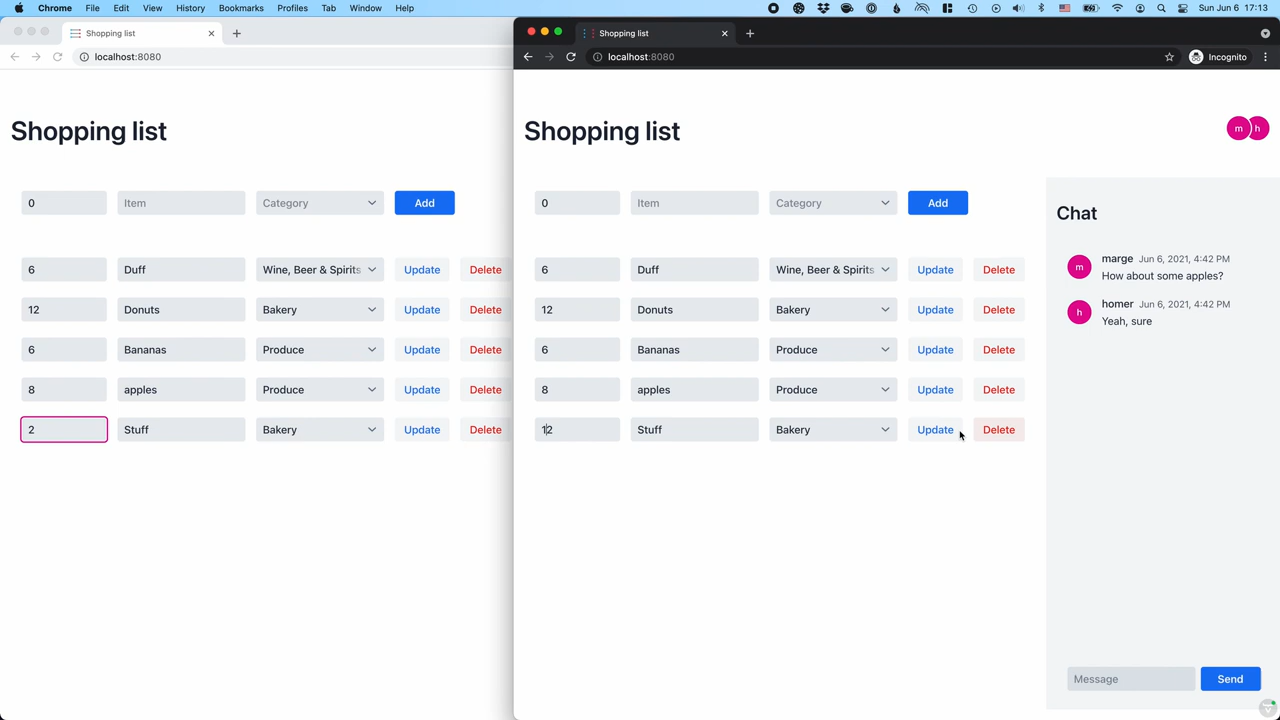 Chrome File Edit View History Bookmarks Profiles Tab Window Help Sun Jun 6 17:13
Shopping list
localhost:8080
Shopping list
0 Item Category Add
6 Duff Wine, Beer & Spirits Update Delete
12 Donuts Bakery Update Delete
6 Bananas Produce Update Delete
8 apples Produce Update Delete
2 Stuff Bakery Update Delete
Shopping list
localhost:8080 Incognito
Shopping list m h
0 Item Category Add
6 Duff Wine, Beer & Spirits Update Delete
12 Donuts Bakery Update Delete
6 Bananas Produce Update Delete
8 apples Produce Update Delete
12 Stuff Bakery Update Delete
Chat
m marge Jun 6, 2021, 4:42 PM
How about some apples?
h homer Jun 6, 2021, 4:42 PM
Yeah, sure
Message Send